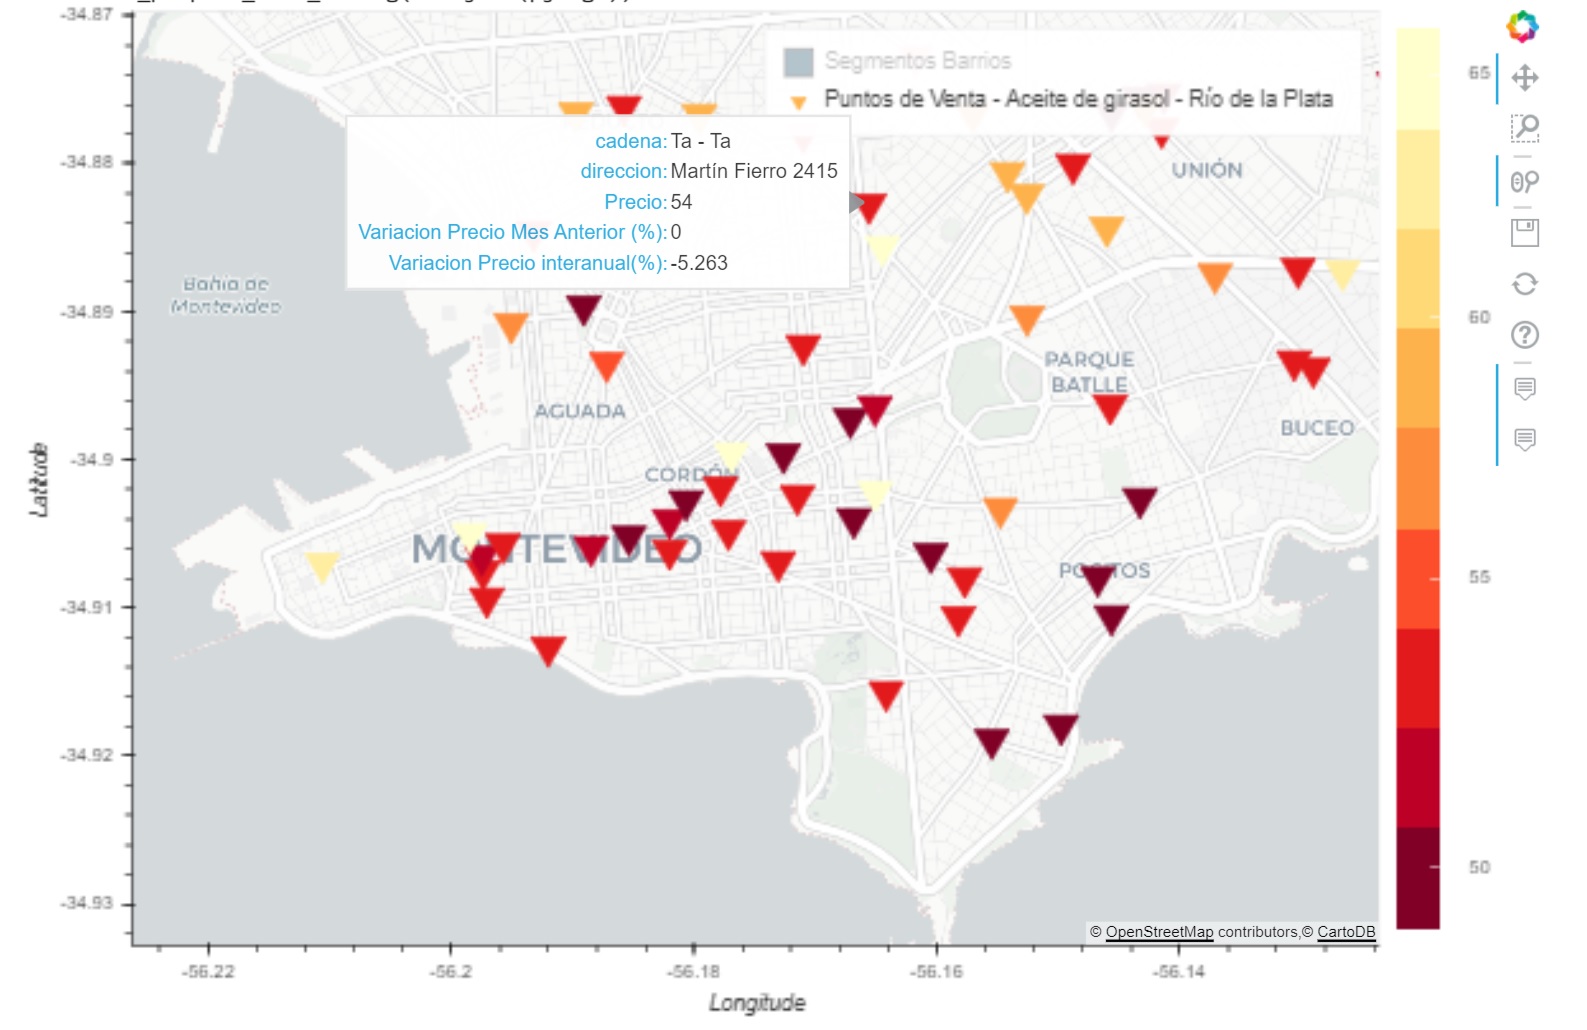 -34.87
Segmentos Barrios
Puntos de Venta - Aceite de girasol - Río de la Plata
65
cadena: Ta - Ta
-34.88
UNIÓN
direccion: Martín Fierro 2415
Precio: 54
Variacion Precio Mes Anterior (%): 0
Variacion Precio interanual(%): -5.263
Bahía de
Montevideo
-34.89
60
PARQUE
BATLLE
AGUADA
BUCEO
-34.9
CORDÓN
Latitude
MONTEVIDEO
POCITOS
55
-34.91
-34.92
50
-34.93
© OpenStreetMap contributors,© CartoDB
-56.22
-56.2
-56.18
-56.16
-56.14
Longitude